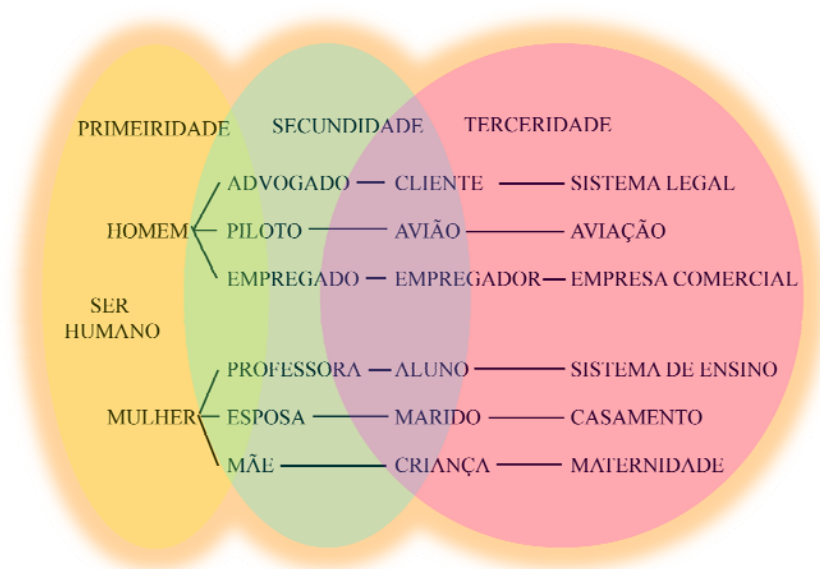 PRIMEIRIDADE SECUNDIDADE TERCERIDADE
ADVOGADO CLIENTE SISTEMA LEGAL
HOMEM PILOTO AVIÃO AVIAÇÃO
EMPREGADO EMPREGADOR EMPRESA COMERCIAL
SER
HUMANO
PROFESSORA ALUNO SISTEMA DE ENSINO
MULHER ESPOSA MARIDO CASAMENTO
MÃE CRIANÇA MATERNIDADE